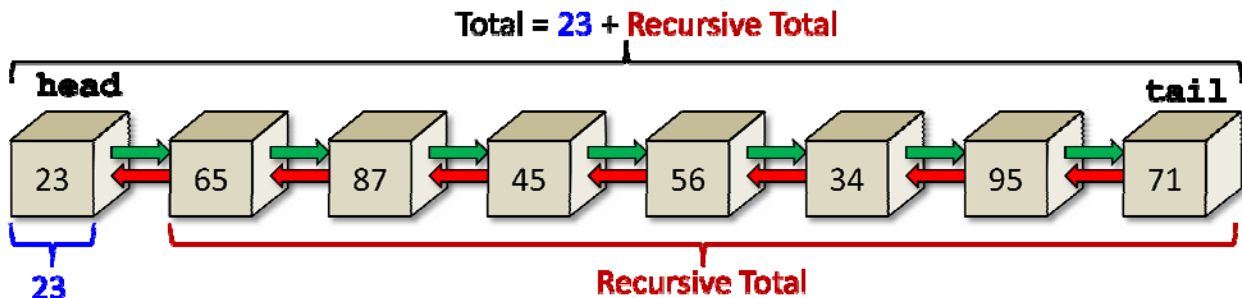 Total = 23 + Recursive Total
head
tail
23 65 87 45 56 34 95 71
23
Recursive Total